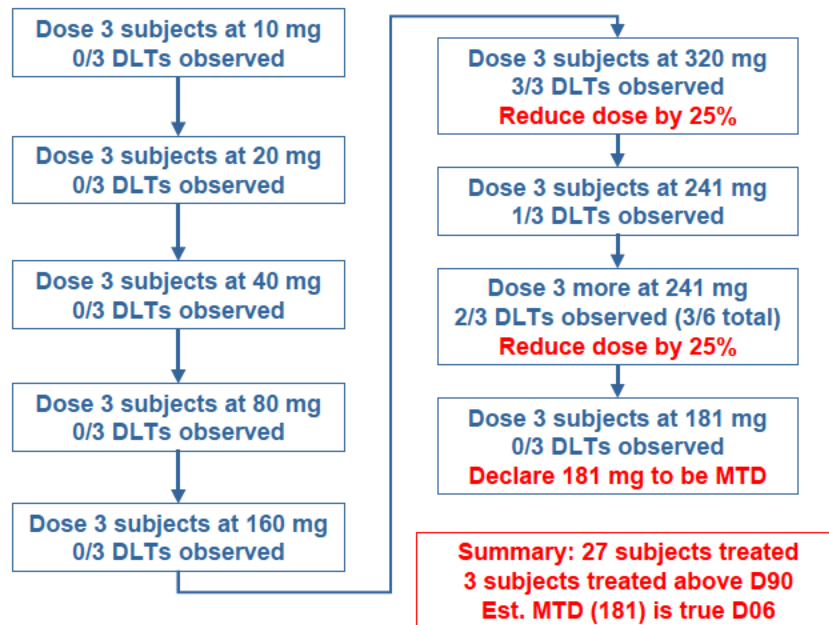 Dose 3 subjects at 10 mg
0/3 DLTs observed
Dose 3 subjects at 20 mg
0/3 DLTs observed
Dose 3 subjects at 40 mg
0/3 DLTs observed
Dose 3 subjects at 80 mg
0/3 DLTs observed
Dose 3 subjects at 160 mg
0/3 DLTs observed
Dose 3 subjects at 320 mg
3/3 DLTs observed
Reduce dose by 25%
Dose 3 subjects at 241 mg
1/3 DLTs observed
Dose 3 more at 241 mg
2/3 DLTs observed (3/6 total)
Reduce dose by 25%
Dose 3 subjects at 181 mg
0/3 DLTs observed
Declare 181 mg to be MTD
Summary: 27 subjects treated
3 subjects treated above D90
Est. MTD (181) is true D06